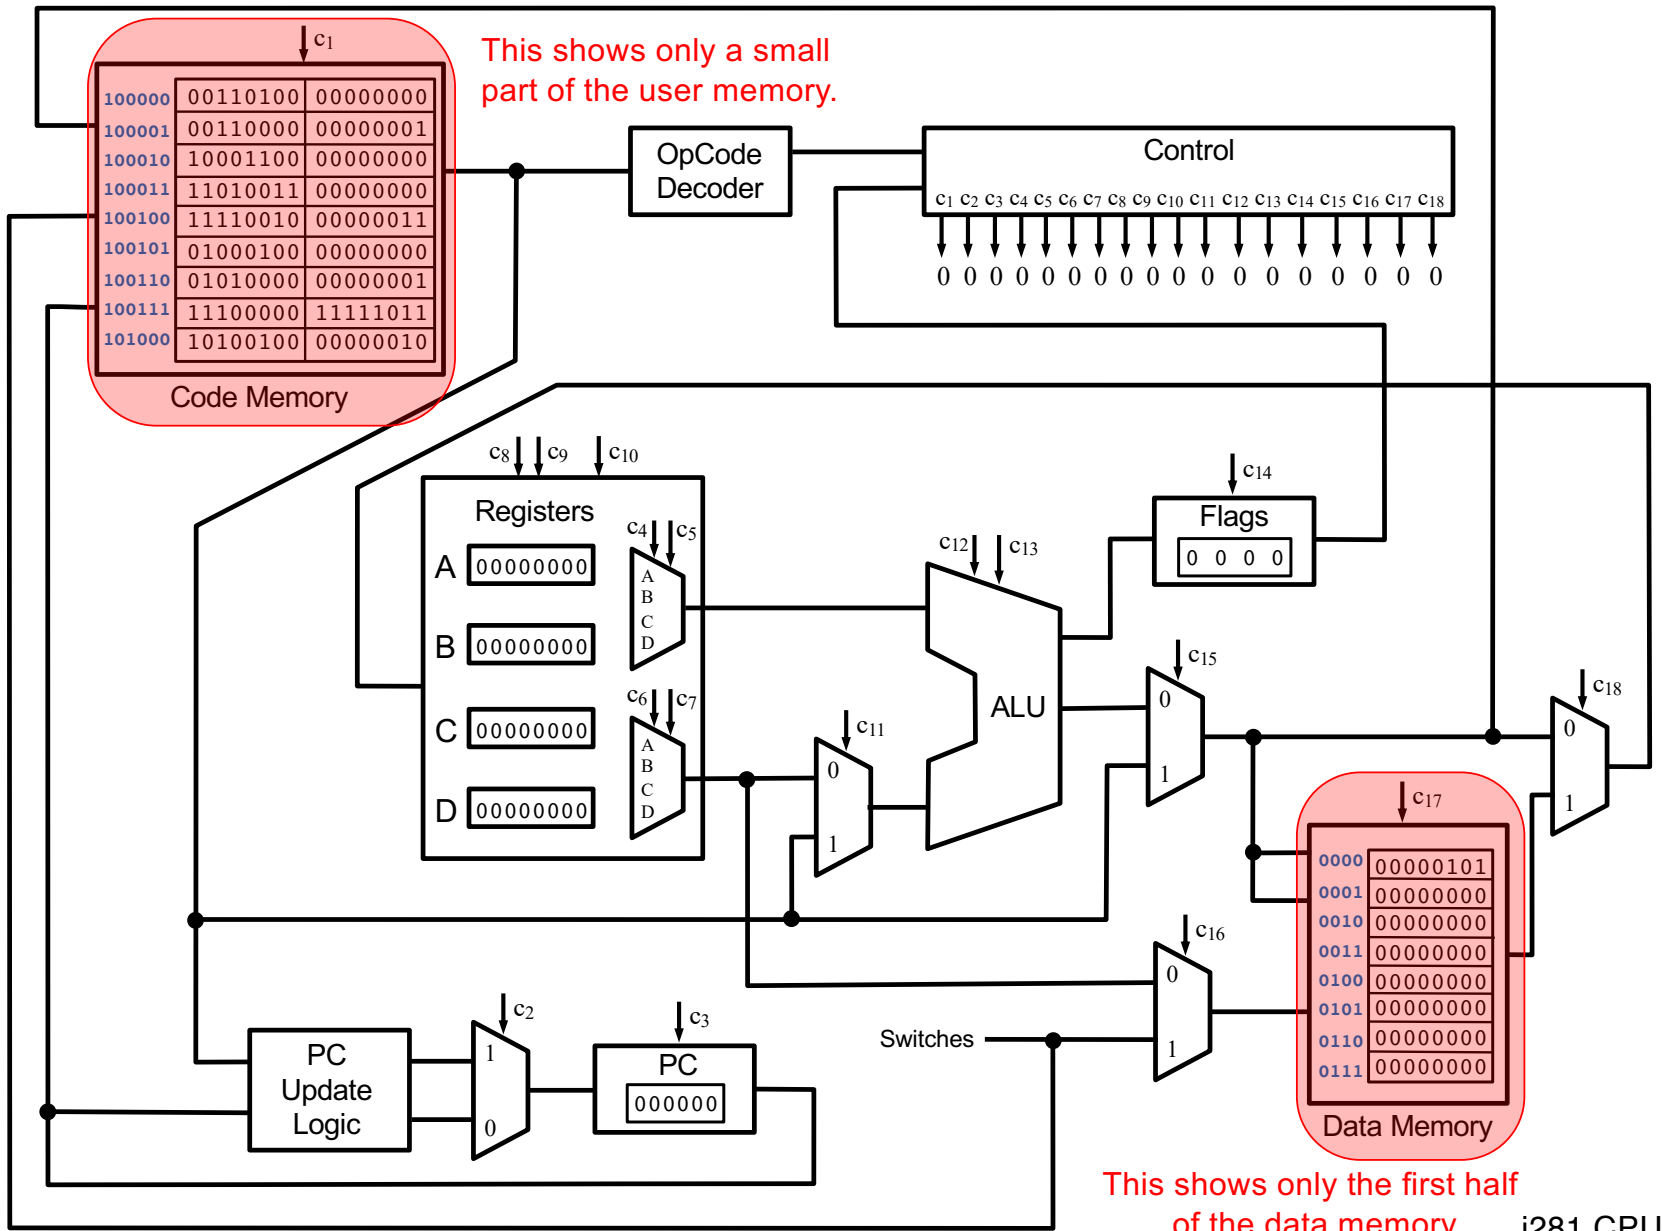 c1
This shows only a small
part of the user memory.
100000 00110100 00000000
100001 00110000 00000001
100010 10001100 00000000
100011 11010011 00000000
100100 11110010 00000011
100101 01000100 00000000
100110 01010000 00000001
100111 11100000 11111011
101000 10100100 00000010
Code Memory
OpCode
Decoder
Control
c1 c2 c3 c4 c5 c6 c7 c8 c9 c10 c11 c12 c13 c14 c15 c16 c17 c18
0 0 0 0 0 0 0 0 0 0 0 0 0 0 0 0 0 0
c8 c9 c10
Registers
c4 c5
A 00000000
A
B
C
D
B 00000000
c6 c7
C 00000000
A
B
C
D
D 00000000
c11
0
1
c12 c13
ALU
c14
Flags
0 0 0 0
c15
0
1
c18
0
1
c17
0000 00000101
0001 00000000
0010 00000000
0011 00000000
0100 00000000
0101 00000000
0110 00000000
0111 00000000
Data Memory
c16
0
1
Switches
PC
Update
Logic
c2
1
0
c3
PC
000000
This shows only the first half
of the data memory
i281 CPU